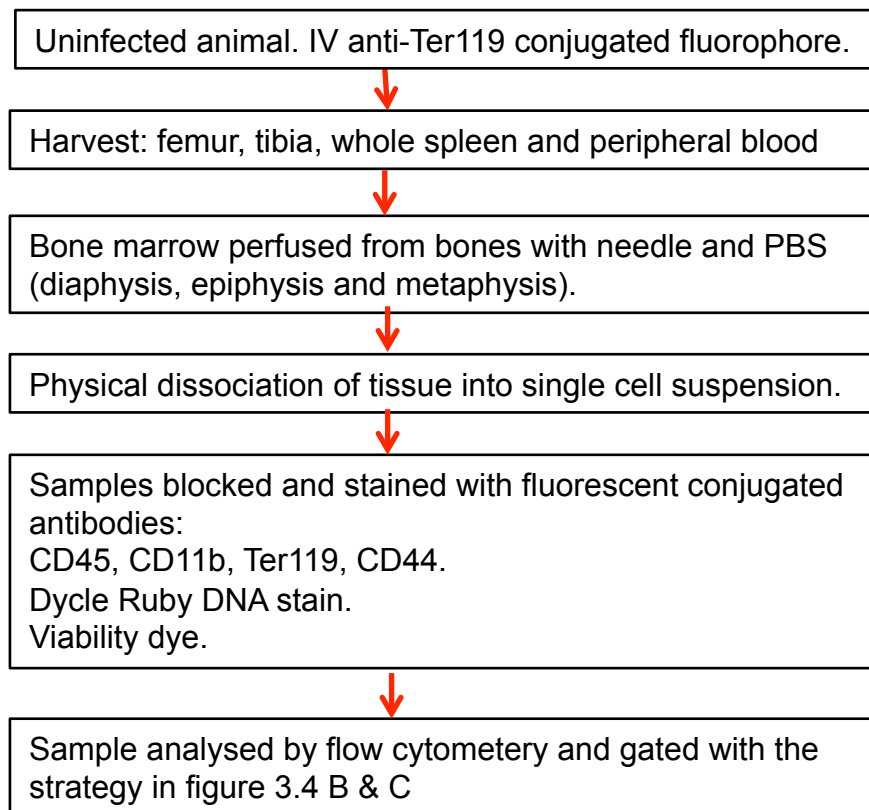 Uninfected animal. IV anti-Ter119 conjugated fluorophore.
Harvest: femur, tibia, whole spleen and peripheral blood
Bone marrow perfused from bones with needle and PBS
(diaphysis, epiphysis and metaphysis).
Physical dissociation of tissue into single cell suspension.
Samples blocked and stained with fluorescent conjugated
antibodies:
CD45, CD11b, Ter119, CD44.
Dycle Ruby DNA stain.
Viability dye.
Sample analysed by flow cytometery and gated with the
strategy in figure 3.4 B & C